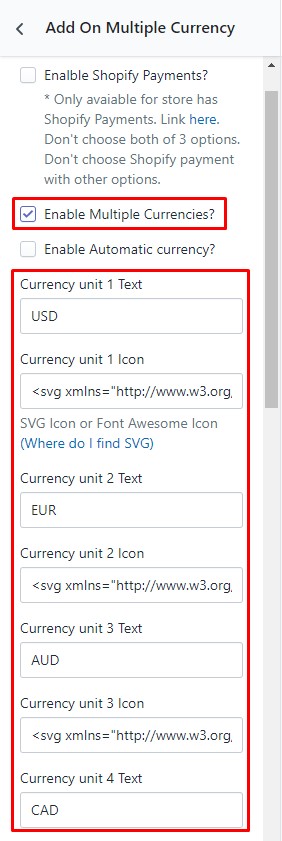 Add On Multiple Currency
Enalble Shopify Payments?
* Only avaiable for store has
Shopify Payments. Link here.
Don't choose both of 3 options.
Don't choose Shopify payment
with other options.
Enable Multiple Currencies?
Enable Automatic currency?
Currency unit 1 Text
USD
Currency unit 1 Icon
<svg xmlns="http://www.w3.org,
SVG Icon or Font Awesome Icon
(Where do I find SVG)
Currency unit 2 Text
EUR
Currency unit 2 Icon
<svg xmlns="http://www.w3.org,
Currency unit 3 Text
AUD
Currency unit 3 Icon
<svg xmlns="http://www.w3.org,
Currency unit 4 Text
CAD